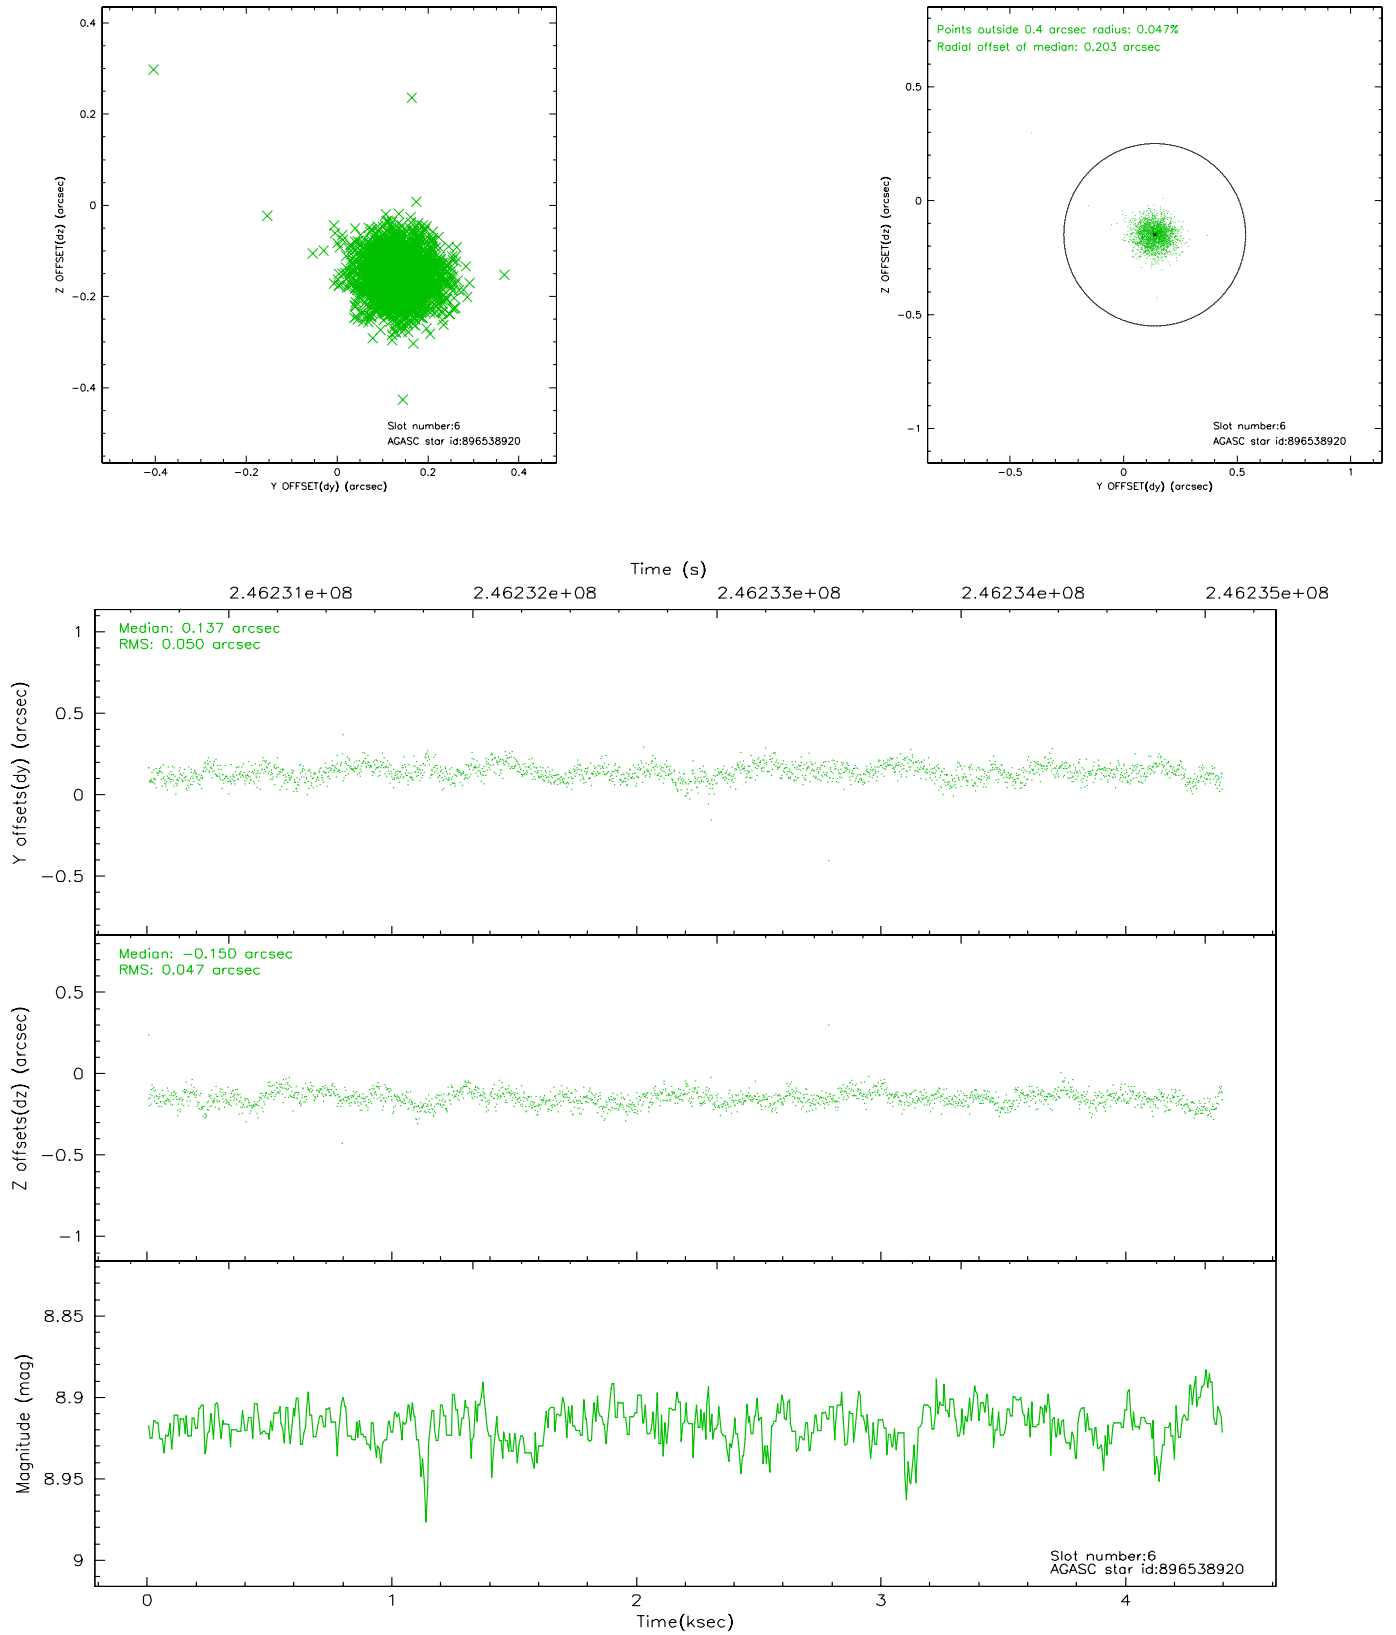 0.4
0.2
0
−0.2
−0.4
−0.4
−0.2
0
0.2
0.4
Z OFFSET(dz) (arcsec)
Y OFFSET(dy) (arcsec)
Slot number:6
AGASC star id:896538920
Points outside 0.4 arcsec radius: 0.047%
Radial offset of median: 0.203 arcsec
0.5
0
−0.5
−1
−0.5
0
0.5
1
Z OFFSET(dz) (arcsec)
Y OFFSET(dy) (arcsec)
Slot number:6
AGASC star id:896538920
Time (s)
2.46231e+08
2.46232e+08
2.46233e+08
2.46234e+08
2.46235e+08
Median: 0.137 arcsec
RMS: 0.050 arcsec
1
0.5
0
−0.5
Y offsets(dy) (arcsec)
Median: −0.150 arcsec
RMS: 0.047 arcsec
0.5
0
−0.5
−1
Z offsets(dz) (arcsec)
8.85
8.9
8.95
9
Magnitude (mag)
Slot number:6
AGASC star id:896538920
0
1
2
3
4
Time(ksec)